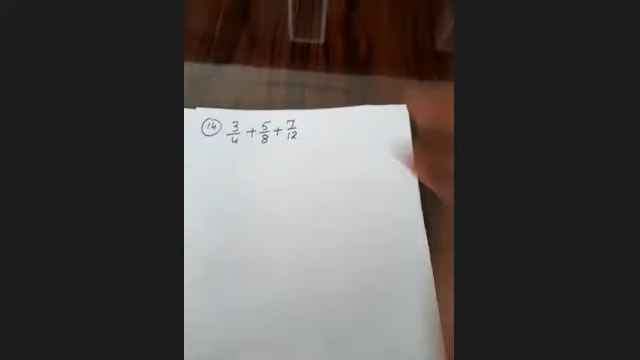 (14) 3/4 + 5/8 + 7/12